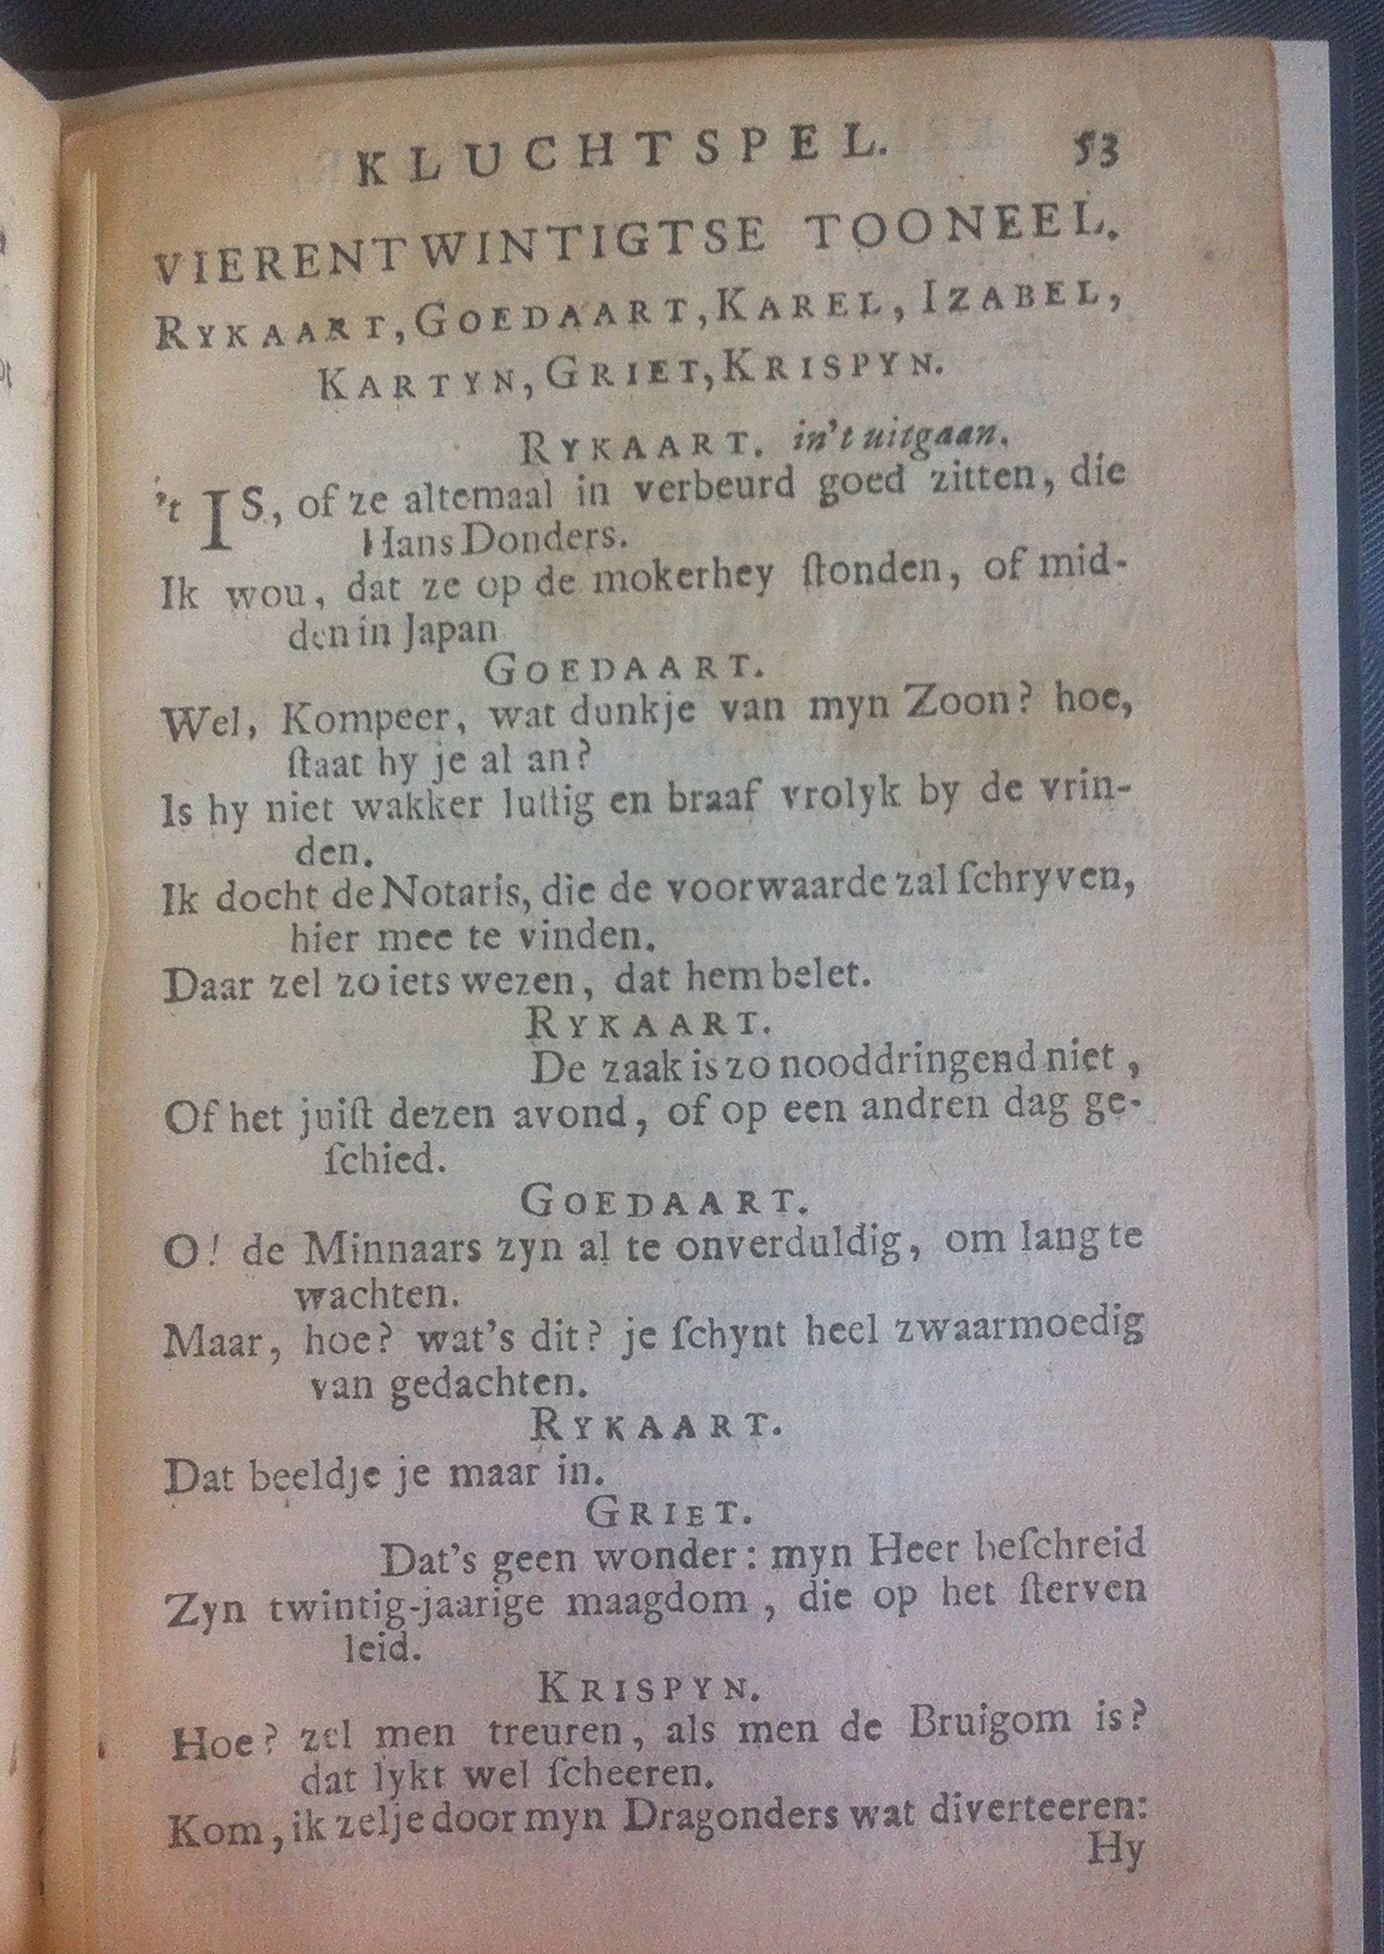 KLUCHTSPEL. 53
VIERENTWINTIGTSE TOONEEL.
RYKAART, GOEDAART, KAREL, IZABEL,
KARTYN, GRIET, KRISPYN.
RYKAART. in't uitgaan.
't IS, of ze altemaal in verbeurd goed zitten, die
Hans Donders.
Ik wou, dat ze op de mokerhey ſtonden, of mid-
den in Japan
GOEDAART.
Wel, Kompeer, wat dunkje van myn Zoon? hoe,
ſtaat hy je al an?
Is hy niet wakker luſtig en braaf vrolyk by de vrin-
den.
Ik docht de Notaris, die de voorwaarde zal ſchryven,
hier mee te vinden.
Daar zel zo iets wezen, dat hem belet.
RYKAART.
De zaak is zo nooddringend niet,
Of het juiſt dezen avond, of op een andren dag ge-
ſchied.
GOEDAART.
O! de Minnaars zyn al te onverduldig, om lang te
wachten.
Maar, hoe? wat's dit? je ſchynt heel zwaarmoedig
van gedachten.
RYKAART.
Dat beeldje je maar in.
GRIET.
Dat's geen wonder: myn Heer beſchreid
Zyn twintig-jaarige maagdom, die op het ſterven
leid.
KRISPYN.
Hoe? zel men treuren, als men de Bruigom is?
dat lykt wel ſcheeren.
Kom, ik zel je door myn Dragonders wat diverteeren:
Hy